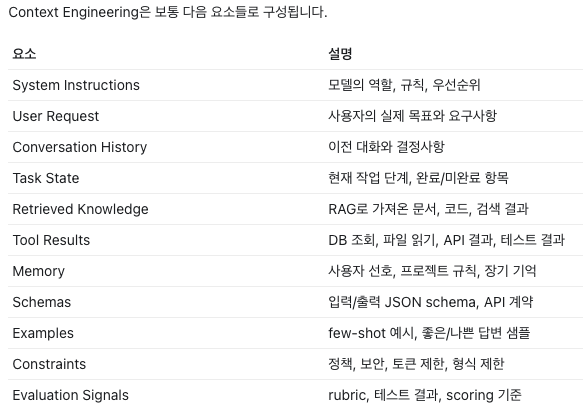 Context Engineering은 보통 다음 요소들로 구성됩니다.
요소 설명
System Instructions 모델의 역할, 규칙, 우선순위
User Request 사용자의 실제 목표와 요구사항
Conversation History 이전 대화와 결정사항
Task State 현재 작업 단계, 완료/미완료 항목
Retrieved Knowledge RAG로 가져온 문서, 코드, 검색 결과
Tool Results DB 조회, 파일 읽기, API 결과, 테스트 결과
Memory 사용자 선호, 프로젝트 규칙, 장기 기억
Schemas 입력/출력 JSON schema, API 계약
Examples few-shot 예시, 좋은/나쁜 답변 샘플
Constraints 정책, 보안, 토큰 제한, 형식 제한
Evaluation Signals rubric, 테스트 결과, scoring 기준